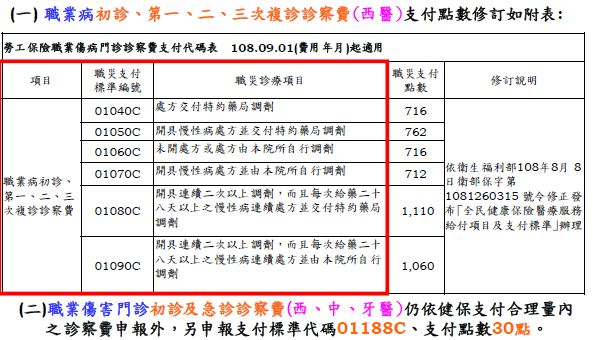 (一) 職業病初診、第一、二、三次複診診察費(西醫)支付點數修訂如附表:
勞工保險職業傷病門診診察費支付代碼表 108.09.01(費用年月)起適用
項目
職災支付
標準編號
職災診療項目
職災支付
點數
修訂說明
職業病初診、
第一、二、三
次複診診察費
01040C 處方交付特約藥局調劑 716
01050C 開具慢性病處方並交付特約藥局調劑 762
01060C 未開處方或處方由本院所自行調劑 716
01070C 開具慢性病處方並由本院所自行調劑 712
01080C
開具連續二次以上調劑,而且每次給藥二十
八天以上之慢性病連續處方並交付特約藥局
調劑
1,110
01090C
開具連續二次以上調劑,而且每次給藥二十
八天以上之慢性病連續處方並由本院所自行
調劑
1,060
依衛生福利部108年8月 8
日衛部保字第
1081260315 號令修正發
布「全民健康保險醫療服務
給付項目及支付標準」辦理
(二)職業傷害門診初診及急診診察費(西、中、牙醫)仍依健保支付合理量內
之診察費申報外,另申報支付標準代碼01188C、支付點數30點。